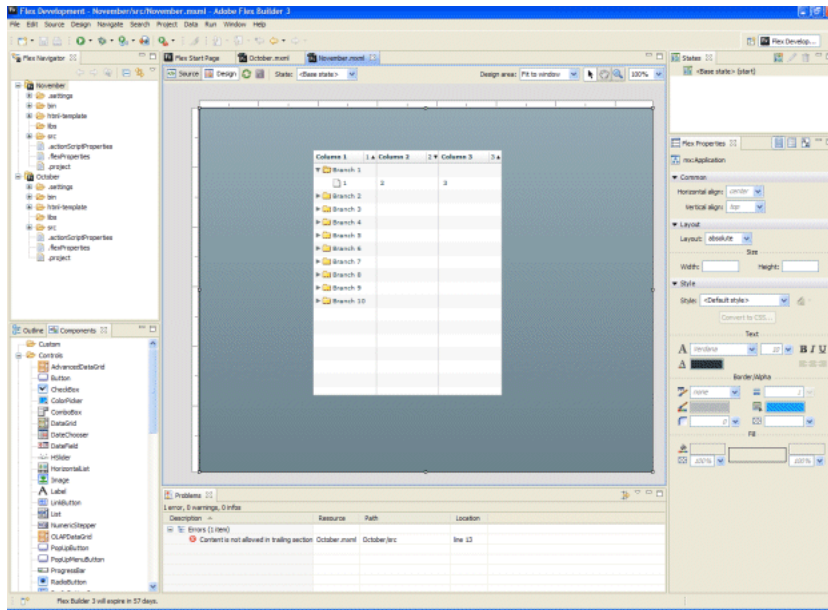 Flex Development - November/src/November.mxml - Adobe Flex Builder 3
File Edit Source Design Navigate Search Project Data Run Window Help
Flex Develop...
Flex Navigator
Flex Start Page October.mxml November.mxml
States
Source Design State: <Base state> Design area: Fit to window 100%
<Base state> (start)
November
.settings
bin
html-template
libs
src
.actionScriptProperties
.flexProperties
.project
October
.settings
bin
html-template
libs
src
.actionScriptProperties
.flexProperties
.project
Column 1 1 Column 2 2 Column 3 3
Branch 1
1 2 3
Branch 2
Branch 3
Branch 4
Branch 5
Branch 6
Branch 7
Branch 8
Branch 9
Branch 10
Flex Properties
mx:Application
Common
Horizontal align: center
Vertical align: top
Layout
Layout: absolute
Size
Width: Height:
Style
Style: <Default style>
Convert to CSS...
Text
Verdana 10 B I U
Border/Alpha
none 1
0
Fill
100% 100%
Outline Components
Custom
Controls
AdvancedDataGrid
Button
CheckBox
ColorPicker
ComboBox
DataGrid
DateChooser
DateField
HSlider
HorizontalList
Image
Label
LinkButton
List
NumericStepper
OLAPDataGrid
PopUpButton
PopUpMenuButton
ProgressBar
RadioButton
Problems
1 error, 0 warnings, 0 infos
Description Resource Path Location
Errors (1 item)
Content is not allowed in trailing section October.mxml October/src line 13
Flex Builder 3 will expire in 57 days.